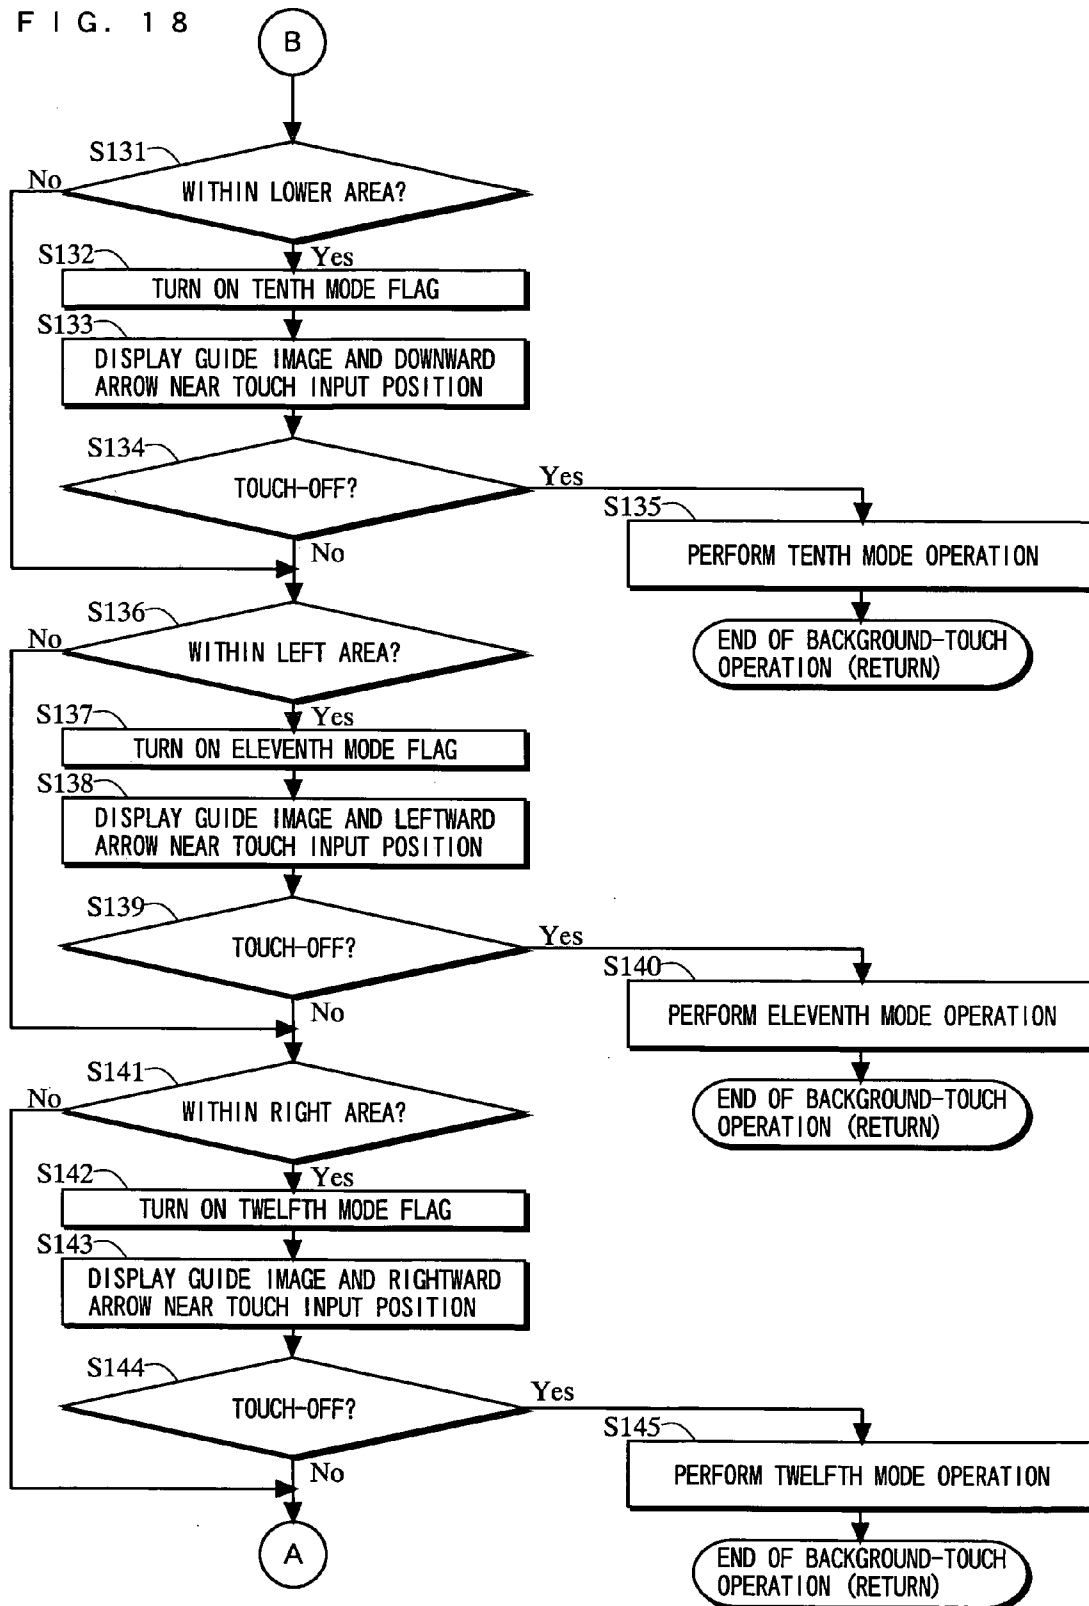 FIG. 18
B
S131
No
WITHIN LOWER AREA?
Yes
S132
TURN ON TENTH MODE FLAG
S133
DISPLAY GUIDE IMAGE AND DOWNWARD
ARROW NEAR TOUCH INPUT POSITION
S134
TOUCH-OFF?
Yes
No
S135
PERFORM TENTH MODE OPERATION
END OF BACKGROUND-TOUCH
OPERATION (RETURN)
S136
No
WITHIN LEFT AREA?
Yes
S137
TURN ON ELEVENTH MODE FLAG
S138
DISPLAY GUIDE IMAGE AND LEFTWARD
ARROW NEAR TOUCH INPUT POSITION
S139
TOUCH-OFF?
Yes
No
S140
PERFORM ELEVENTH MODE OPERATION
END OF BACKGROUND-TOUCH
OPERATION (RETURN)
S141
No
WITHIN RIGHT AREA?
Yes
S142
TURN ON TWELFTH MODE FLAG
S143
DISPLAY GUIDE IMAGE AND RIGHTWARD
ARROW NEAR TOUCH INPUT POSITION
S144
TOUCH-OFF?
Yes
No
S145
PERFORM TWELFTH MODE OPERATION
END OF BACKGROUND-TOUCH
OPERATION (RETURN)
A